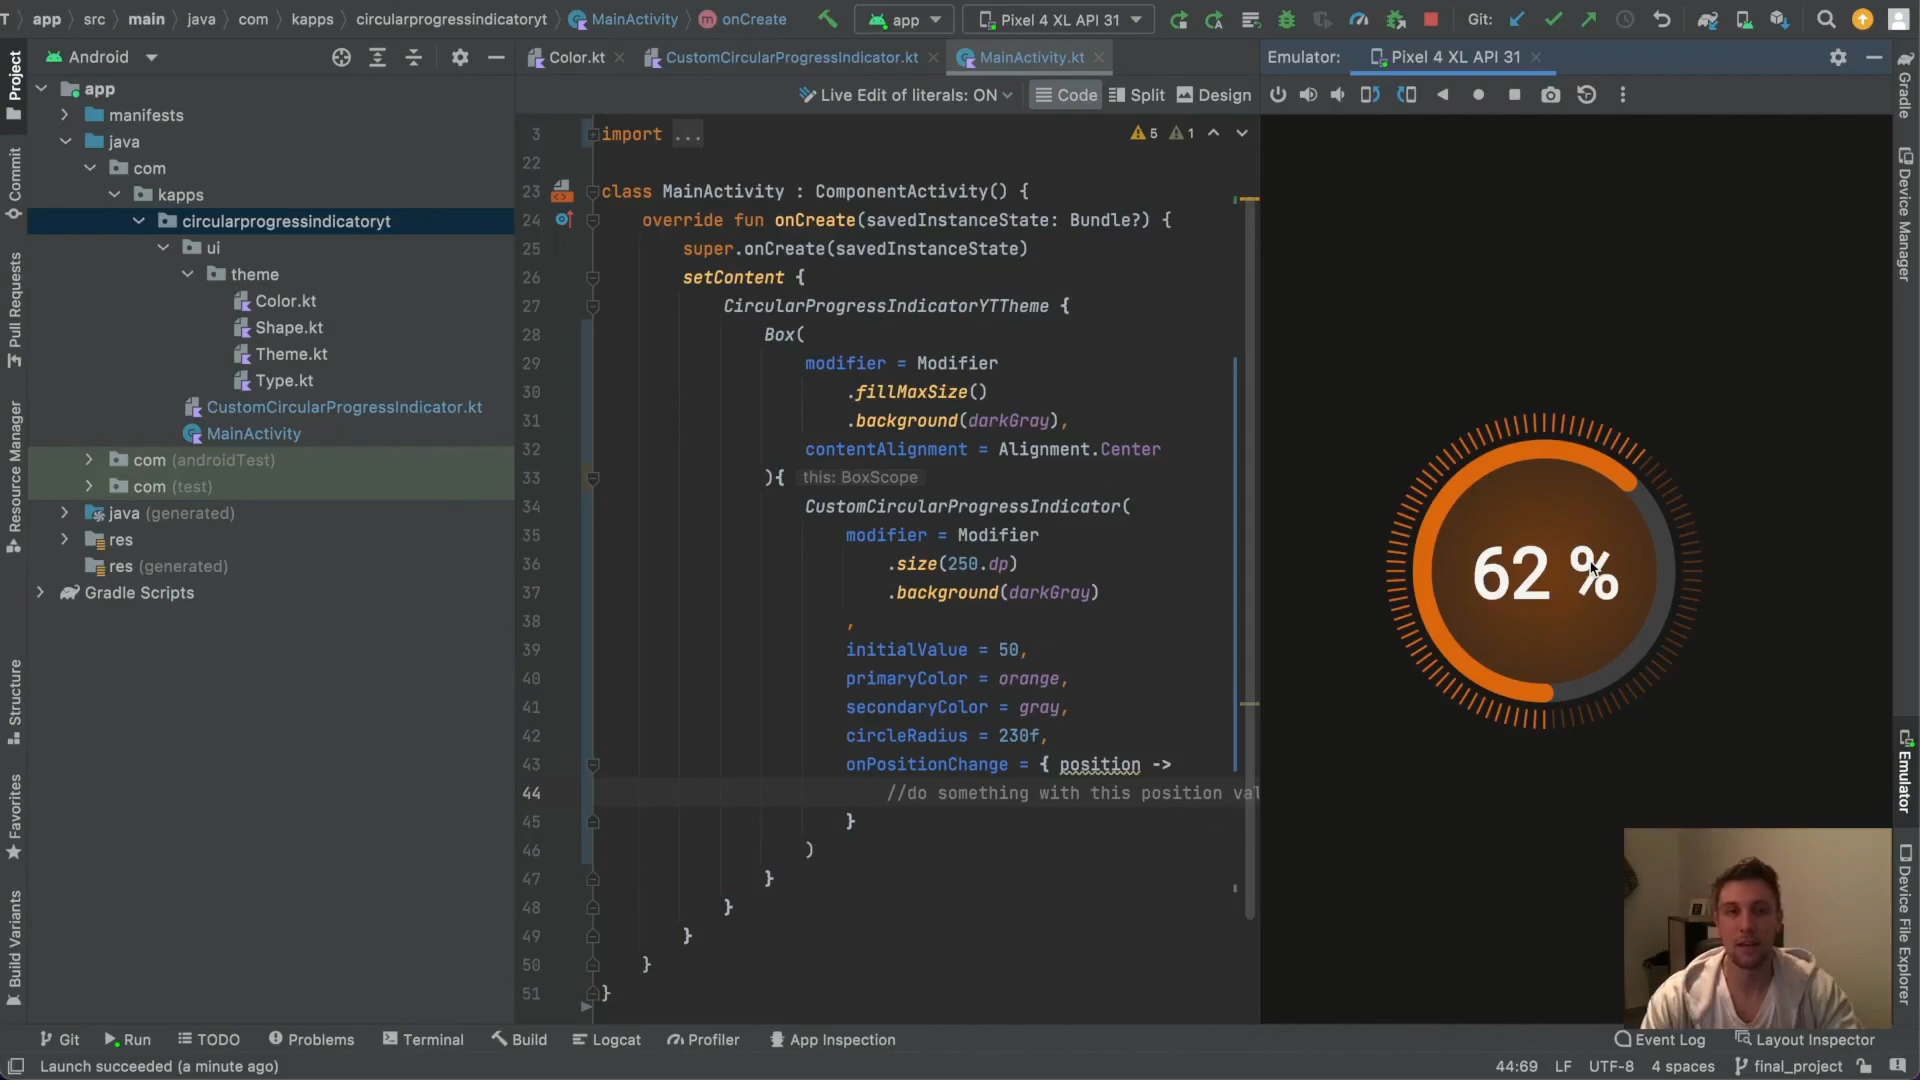 app src main java com kapps circularprogressindicatoryt MainActivity onCreate app Pixel 4 XL API 31 Git:
Android
Color.kt CustomCircularProgressIndicator.kt MainActivity.kt
Emulator: Pixel 4 XL API 31
Live Edit of literals: ON Code Split Design
app
manifests
java
com
kapps
circularprogressindicatoryt
ui
theme
Color.kt
Shape.kt
Theme.kt
Type.kt
CustomCircularProgressIndicator.kt
MainActivity
com (androidTest)
com (test)
java (generated)
res
res (generated)
Gradle Scripts
5 1
3 import ...
22
23 class MainActivity : ComponentActivity() {
24 override fun onCreate(savedInstanceState: Bundle?) {
25 super.onCreate(savedInstanceState)
26 setContent {
27 CircularProgressIndicatorYTTheme {
28 Box(
29 modifier = Modifier
30 .fillMaxSize()
31 .background(darkGray),
32 contentAlignment = Alignment.Center
33 ){ this: BoxScope
34 CustomCircularProgressIndicator(
35 modifier = Modifier
36 .size(250.dp)
37 .background(darkGray)
38 ,
39 initialValue = 50,
40 primaryColor = orange,
41 secondaryColor = gray,
42 circleRadius = 230f,
43 onPositionChange = { position ->
44 //do something with this position val
45 }
46 )
47 }
48 }
49 }
50 }
51 }
62 %
Project
Commit
Pull Requests
Resource Manager
Structure
Favorites
Build Variants
Gradle
Device Manager
Emulator
Device File Explorer
Git Run TODO Problems Terminal Build Logcat Profiler App Inspection Event Log Layout Inspector
Launch succeeded (a minute ago) 44:69 LF UTF-8 4 spaces final_project